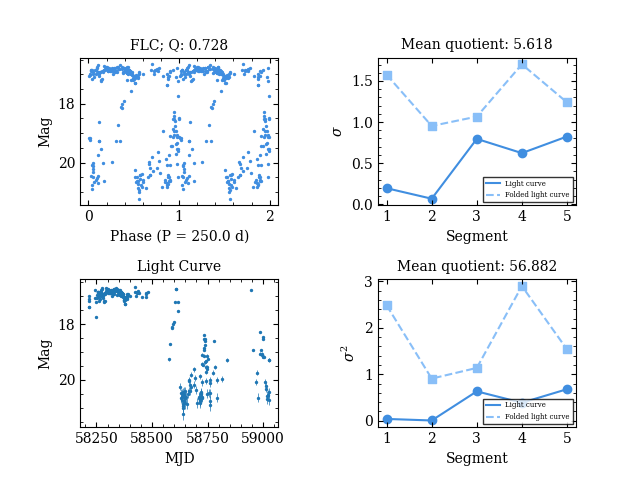 FLC; Q: 0.728
Mag
18
20
0
1
2
Phase (P = 250.0 d)
Mean quotient: 5.618
σ
1.5
1.0
0.5
0.0
Light curve
Folded light curve
1
2
3
4
5
Segment
Light Curve
Mag
18
20
58250
58500
58750
59000
MJD
Mean quotient: 56.882
σ²
3
2
1
0
Light curve
Folded light curve
1
2
3
4
5
Segment